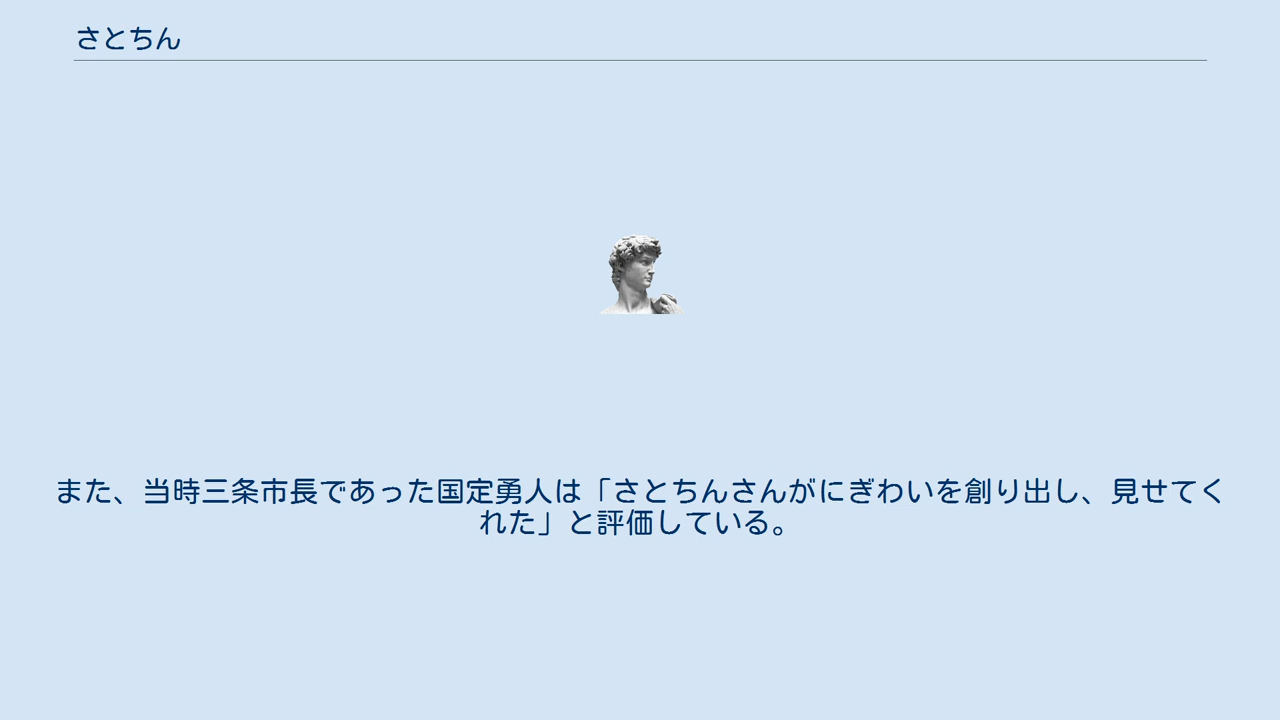 さとちん
また、当時三条市長であった国定勇人は「さとちんさんがにぎわいを創り出し、見せてく
れた」と評価している。